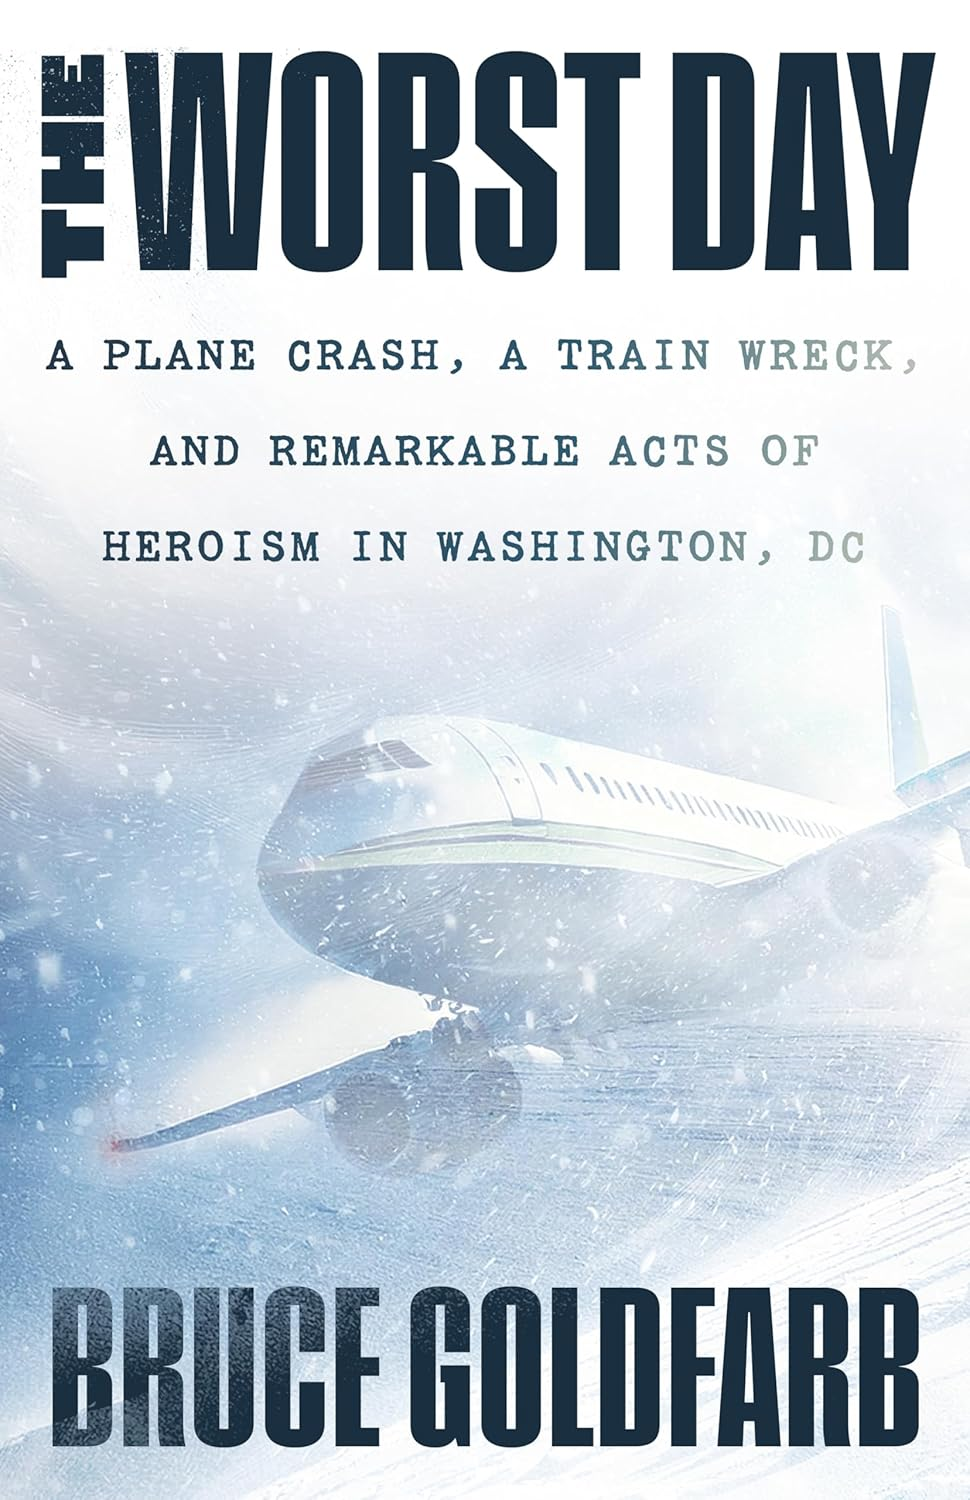 THE WORST DAY
A PLANE CRASH, A TRAIN WRECK,
AND REMARKABLE ACTS OF
HEROISM IN WASHINGTON, DC
BRUCE GOLDFARB